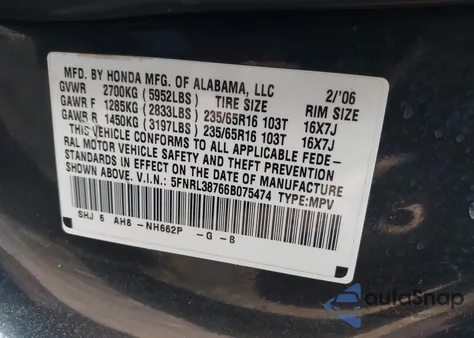 MFD. BY HONDA MFG. OF ALABAMA, LLC 2/'06
GVWR 2700KG (5952LBS) TIRE SIZE RIM SIZE
GAWR F 1285KG (2833LBS) 235/65R16 103T 16X7J
GAWR R 1450KG (3197LBS) 235/65R16 103T 16X7J
THIS VEHICLE CONFORMS TO ALL APPLICABLE FEDE-
RAL MOTOR VEHICLE SAFETY AND THEFT PREVENTION
STANDARDS IN EFFECT ON THE DATE OF MANUFACTURE
SHOWN ABOVE. V.I.N: 5FNRL38766B075474 TYPE:MPV
SHJ 6 AH8 -NH662P -G -B
autoSnap